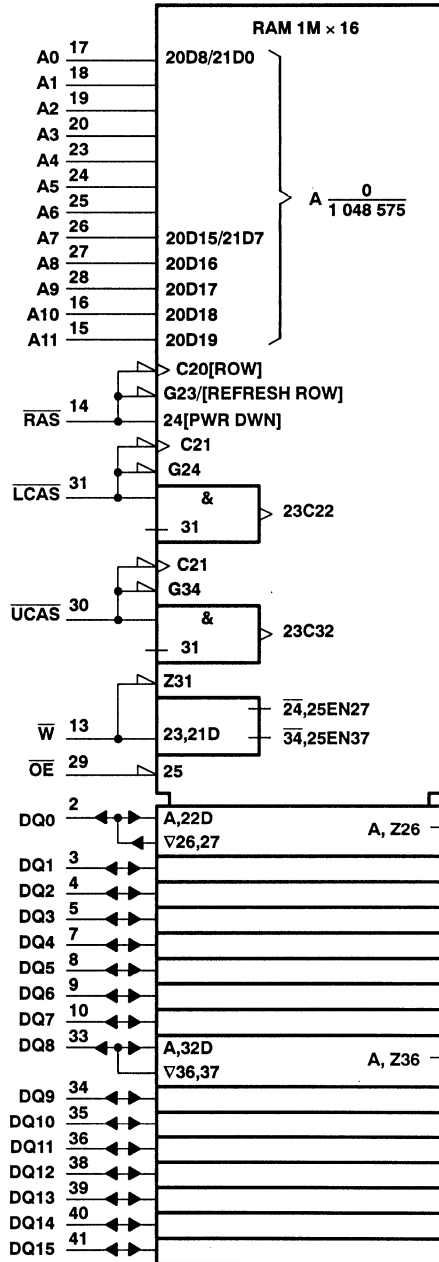 RAM 1M × 16
A0 17 20D8/21D0
A1 18
A2 19
A3 20
A4 23
A5 24
A6 25
A7 26 20D15/21D7
A8 27 20D16
A9 28 20D17
A10 16 20D18
A11 15 20D19
A 0
1 048 575
C20[ROW]
G23/[REFRESH ROW]
RAS 14 24[PWR DWN]
C21
G24
LCAS 31 &
31 23C22
C21
G34
UCAS 30 &
31 23C32
Z31
24,25EN27
W 13 23,21D
34,25EN37
OE 29 25
DQ0 2 A,22D
∇26,27 A, Z26
DQ1 3
DQ2 4
DQ3 5
DQ4 7
DQ5 8
DQ6 9
DQ7 10
DQ8 33 A,32D
∇36,37 A, Z36
DQ9 34
DQ10 35
DQ11 36
DQ12 38
DQ13 39
DQ14 40
DQ15 41